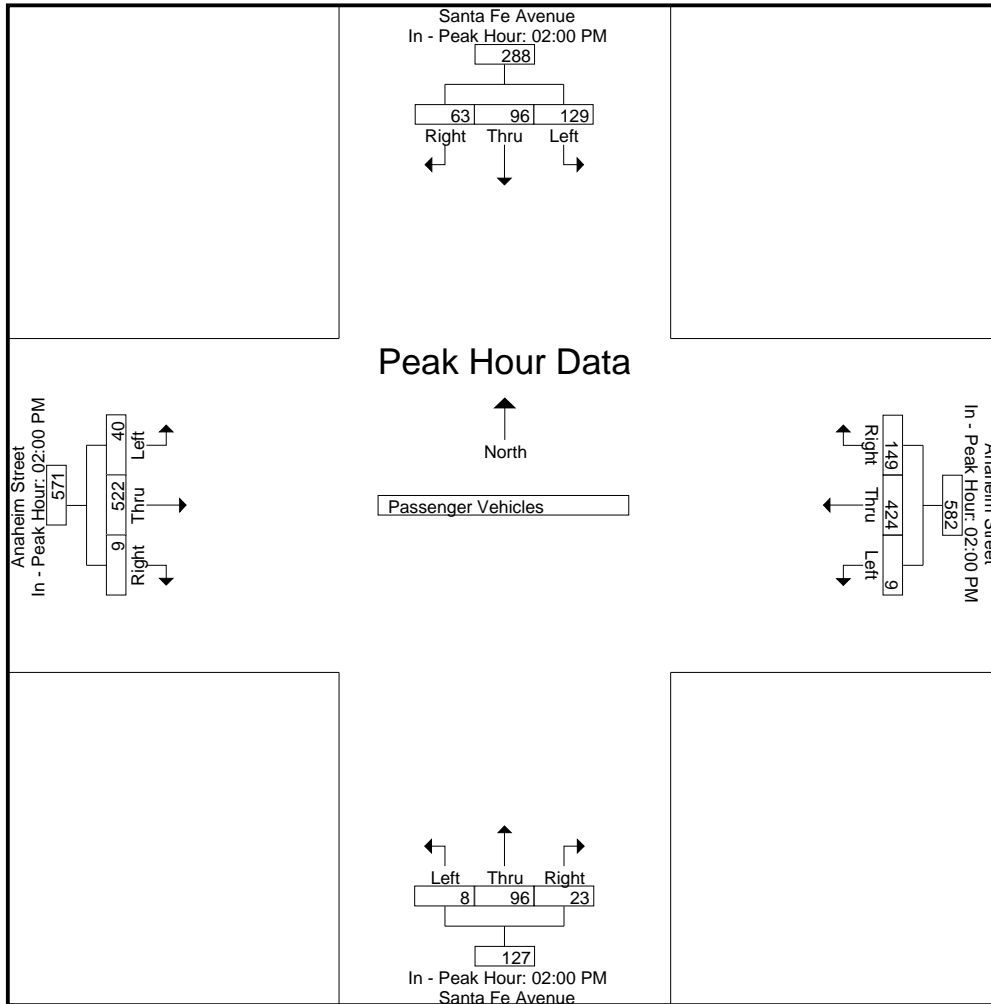 Santa Fe Avenue
In - Peak Hour: 02:00 PM
288
63 96 129
Right Thru Left
Peak Hour Data
North
Passenger Vehicles
Anaheim Street
In - Peak Hour: 02:00 PM
571
40 522 9
Left Thru Right
Anaheim Street
In - Peak Hour: 02:00 PM
582
149 424 9
Right Thru Left
Left Thru Right
8 96 23
127
In - Peak Hour: 02:00 PM
Santa Fe Avenue